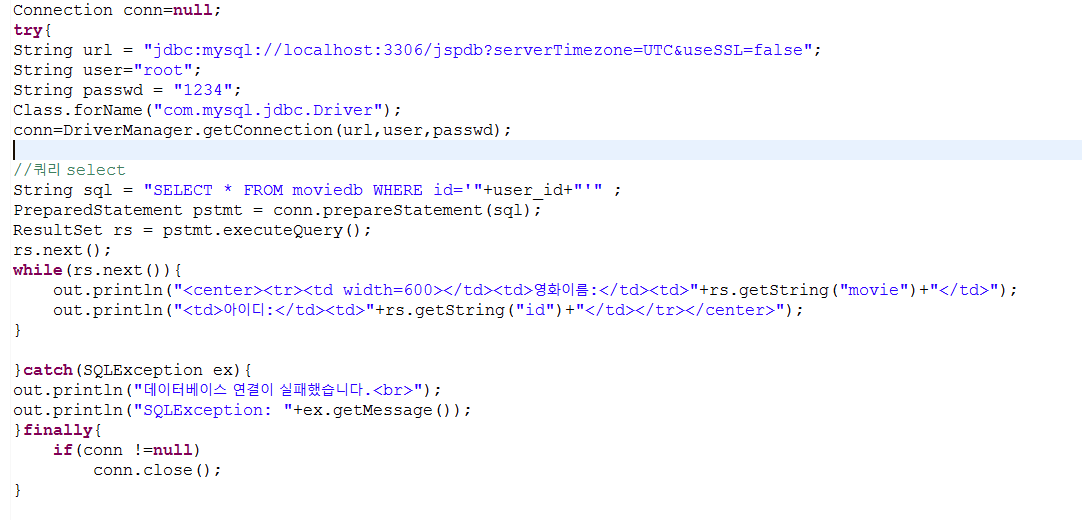 Connection conn=null;
try{
String url = "jdbc:mysql://localhost:3306/jspdb?serverTimezone=UTC&useSSL=false";
String user="root";
String passwd = "1234";
Class.forName("com.mysql.jdbc.Driver");
conn=DriverManager.getConnection(url,user,passwd);
//쿼리 select
String sql = "SELECT * FROM moviedb WHERE id='"+user_id+"'" ;
PreparedStatement pstmt = conn.prepareStatement(sql);
ResultSet rs = pstmt.executeQuery();
rs.next();
while(rs.next()){
    out.println("<center><tr><td width=600></td><td>영화이름:</td><td>"+rs.getString("movie")+"</td>");
    out.println("<td>아이디:</td><td>"+rs.getString("id")+"</td></tr></center>");
}
}catch(SQLException ex){
out.println("데이터베이스 연결이 실패했습니다.<br>");
out.println("SQLException: "+ex.getMessage());
}finally{
    if(conn !=null)
        conn.close();
}